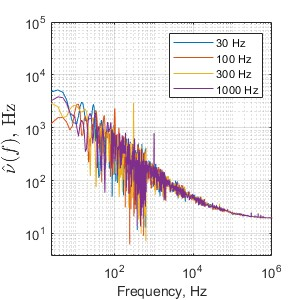 10^5
10^4
10^3
10^2
10^1
ν̂(f), Hz
30 Hz
100 Hz
300 Hz
1000 Hz
10^2
10^4
10^6
Frequency, Hz